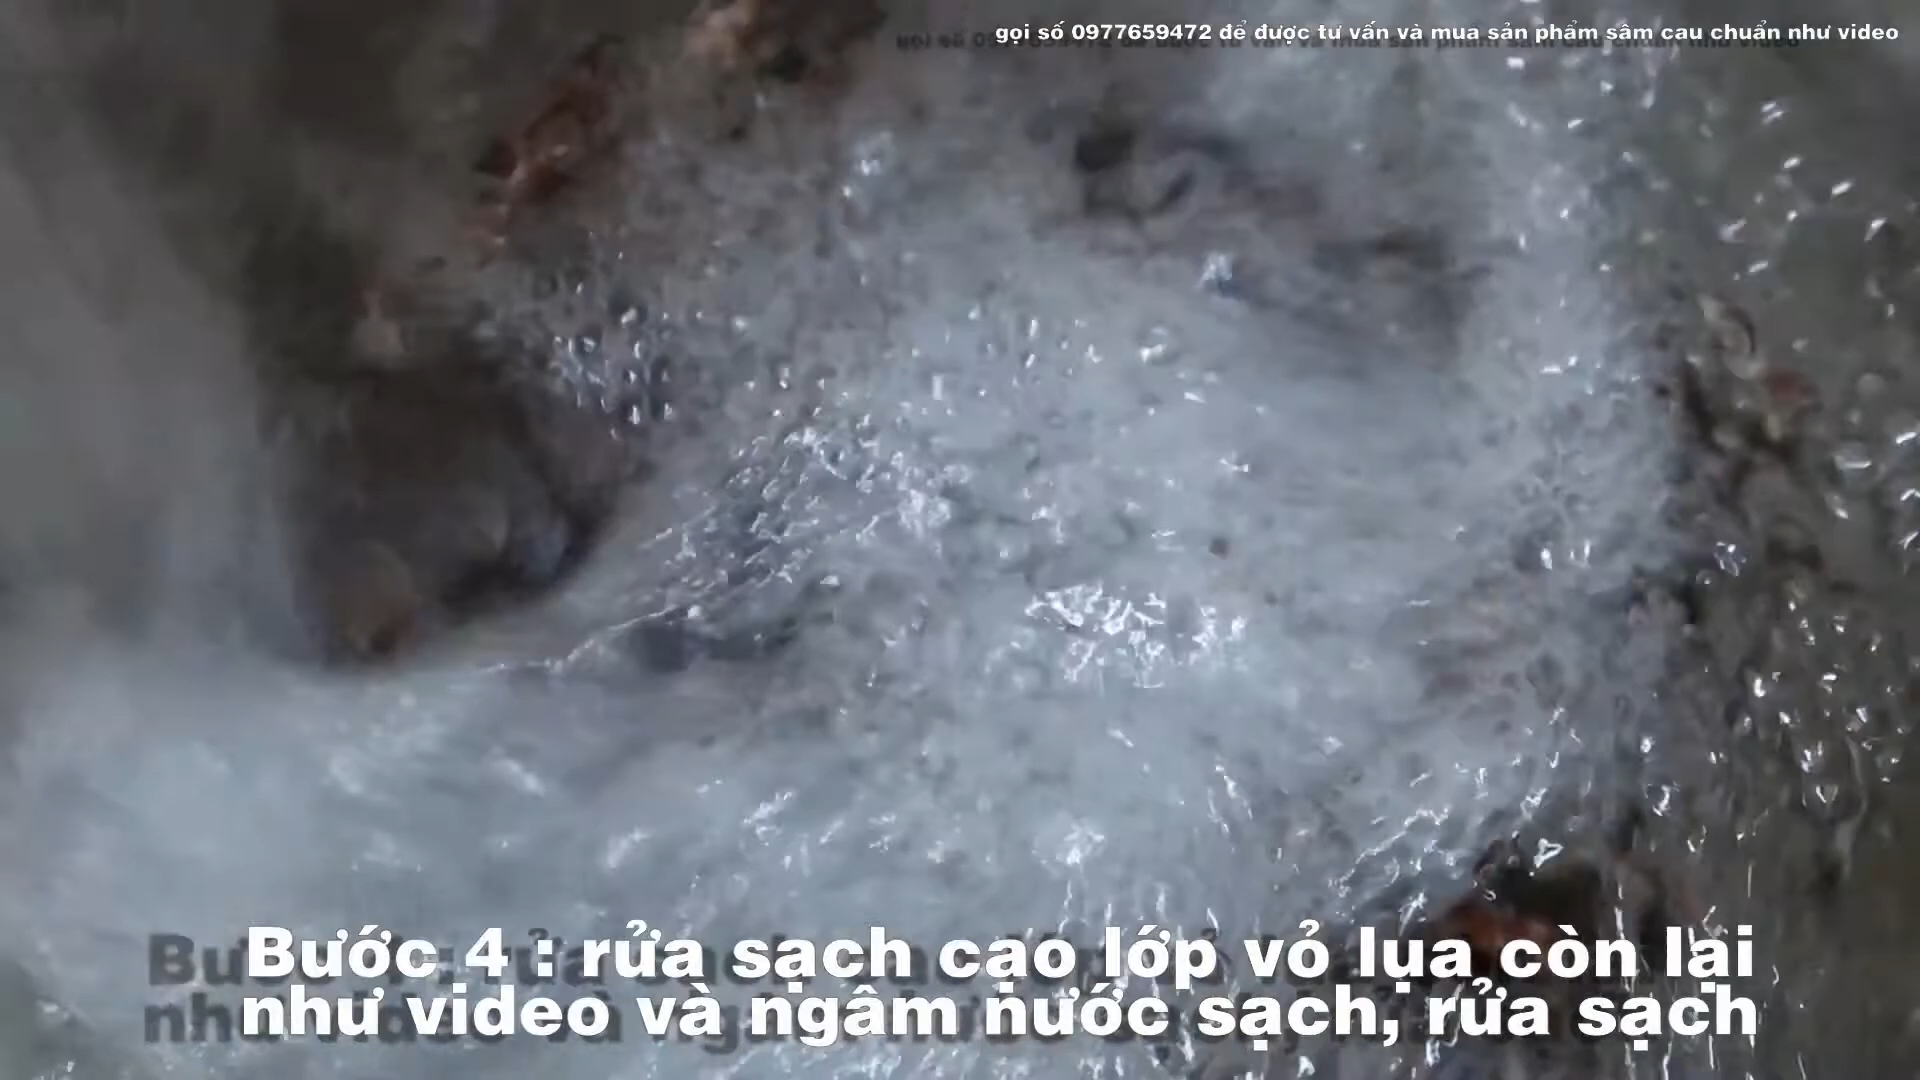 gọi số 0977659472 để được tư vấn và mua sản phẩm sâm cau chuẩn như video
Bước 4 : rửa sạch cạo lớp vỏ lụa còn lại
như video và ngâm nước sạch, rửa sạch